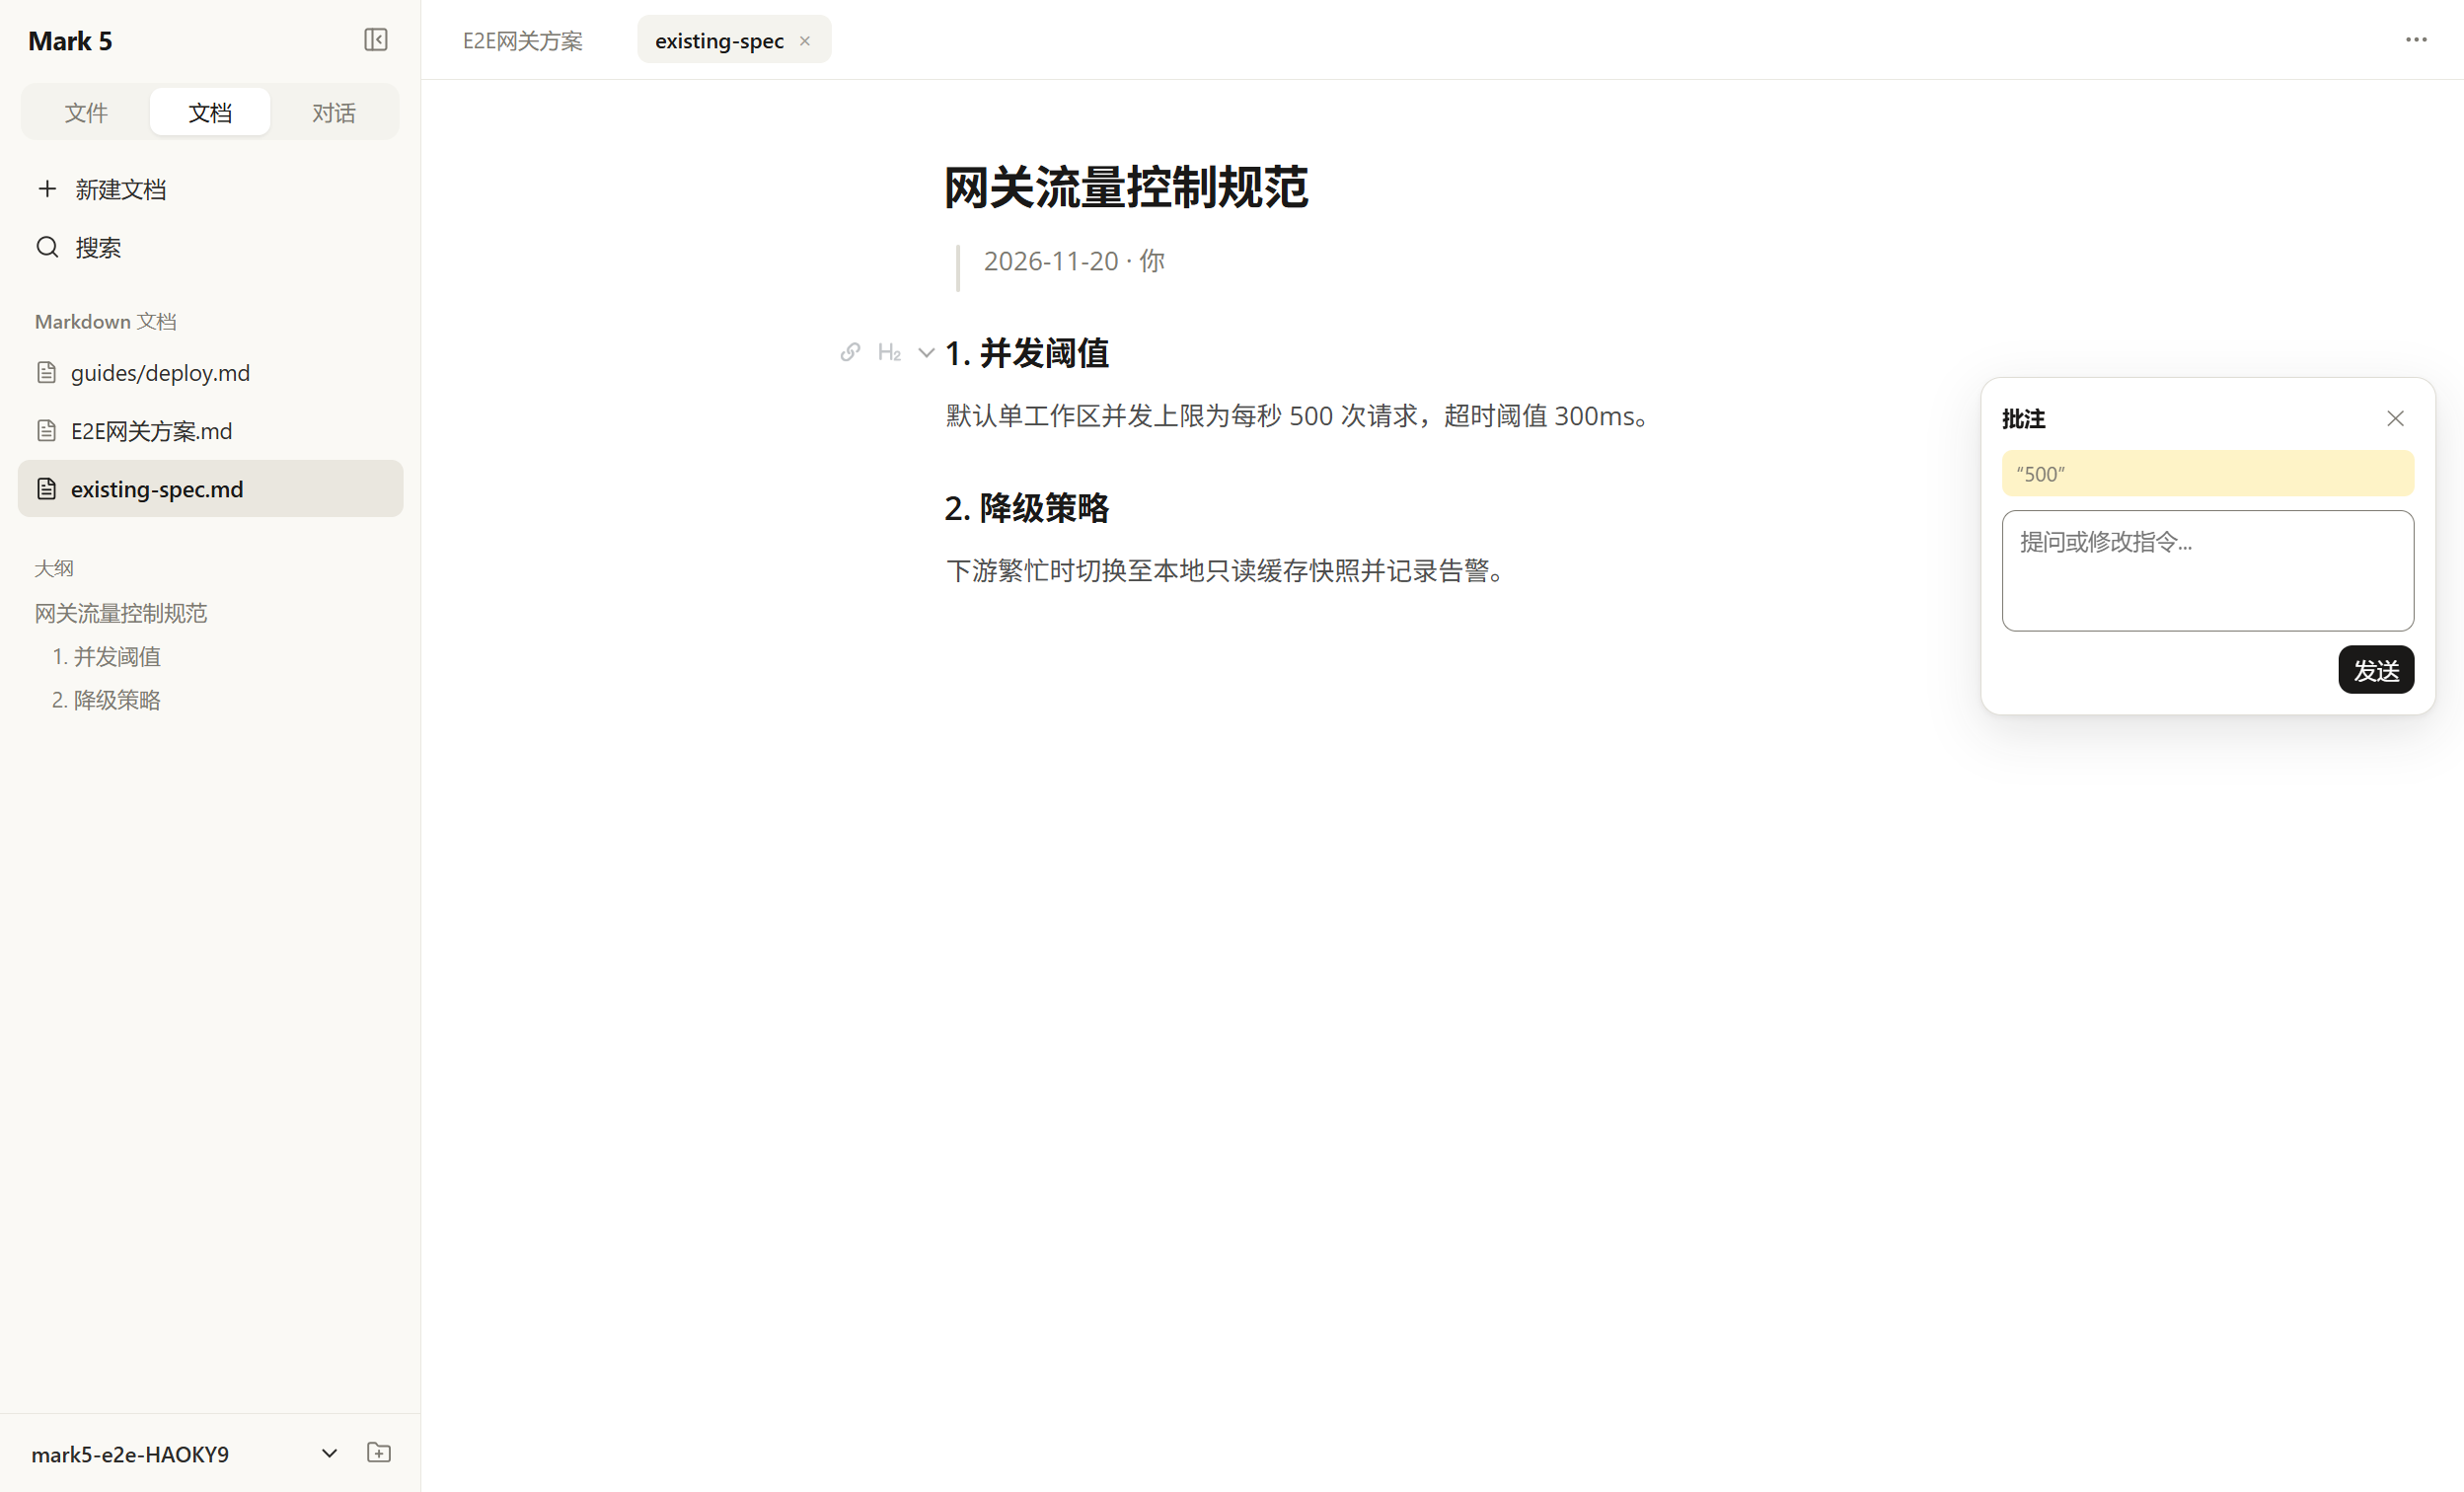 Mark 5
文件 文档 对话
新建文档
搜索
Markdown 文档
guides/deploy.md
E2E网关方案.md
existing-spec.md
大纲
网关流量控制规范
1. 并发阈值
2. 降级策略
mark5-e2e-HAOKY9
E2E网关方案 existing-spec
网关流量控制规范
2026-11-20 · 你
H2 1. 并发阈值
默认单工作区并发上限为每秒 500 次请求，超时阈值 300ms。
2. 降级策略
下游繁忙时切换至本地只读缓存快照并记录告警。
批注
“500”
提问或修改指令...
发送